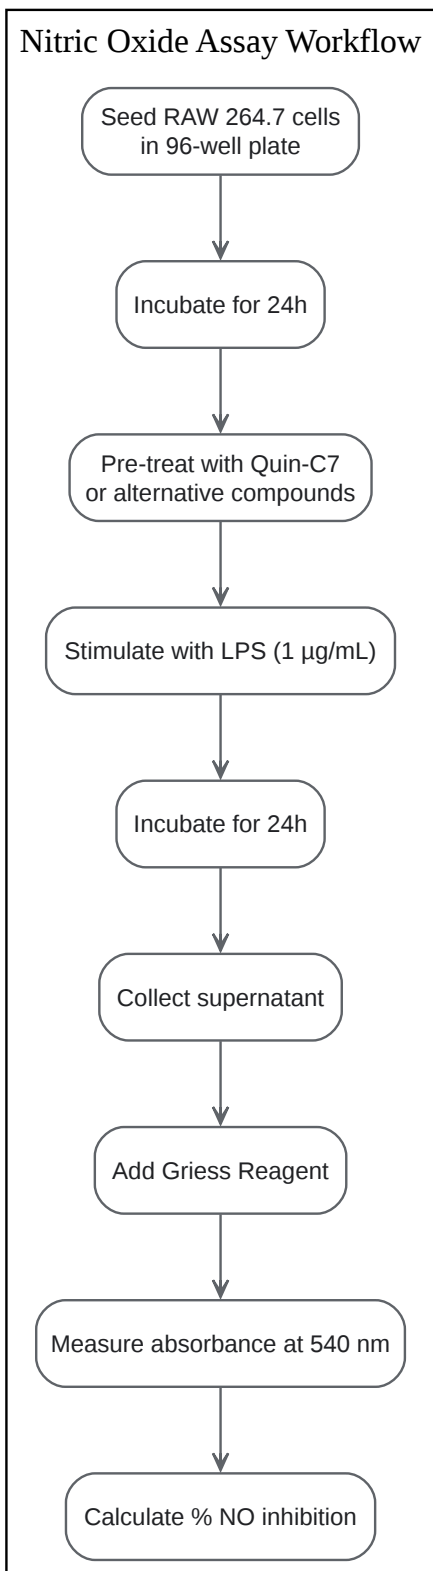 Nitric Oxide Assay Workflow
Seed RAW 264.7 cells
in 96-well plate
Incubate for 24h
Pre-treat with Quin-C7
or alternative compounds
Stimulate with LPS (1 µg/mL)
Incubate for 24h
Collect supernatant
Add Griess Reagent
Measure absorbance at 540 nm
Calculate % NO inhibition